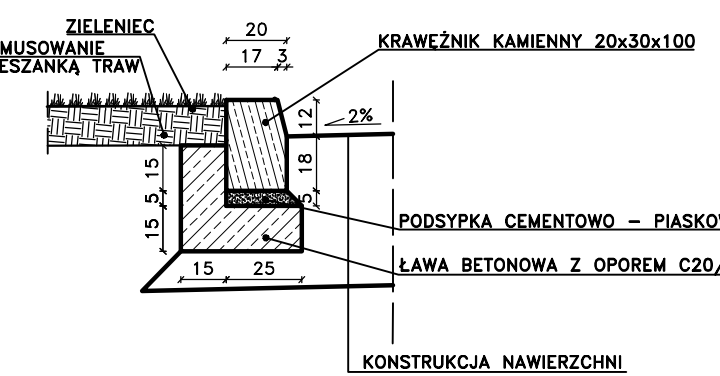 ZIELENIEC
MUSOWANIE
ESZANKĄ TRAW
20
17 3
KRAWĘŻNIK KAMIENNY 20x30x100
12
2%
18
5
15
5
15
PODSYPKA CEMENTOWO – PIASKOW
ŁAWA BETONOWA Z OPOREM C20/
15 25
KONSTRUKCJA NAWIERZCHNI